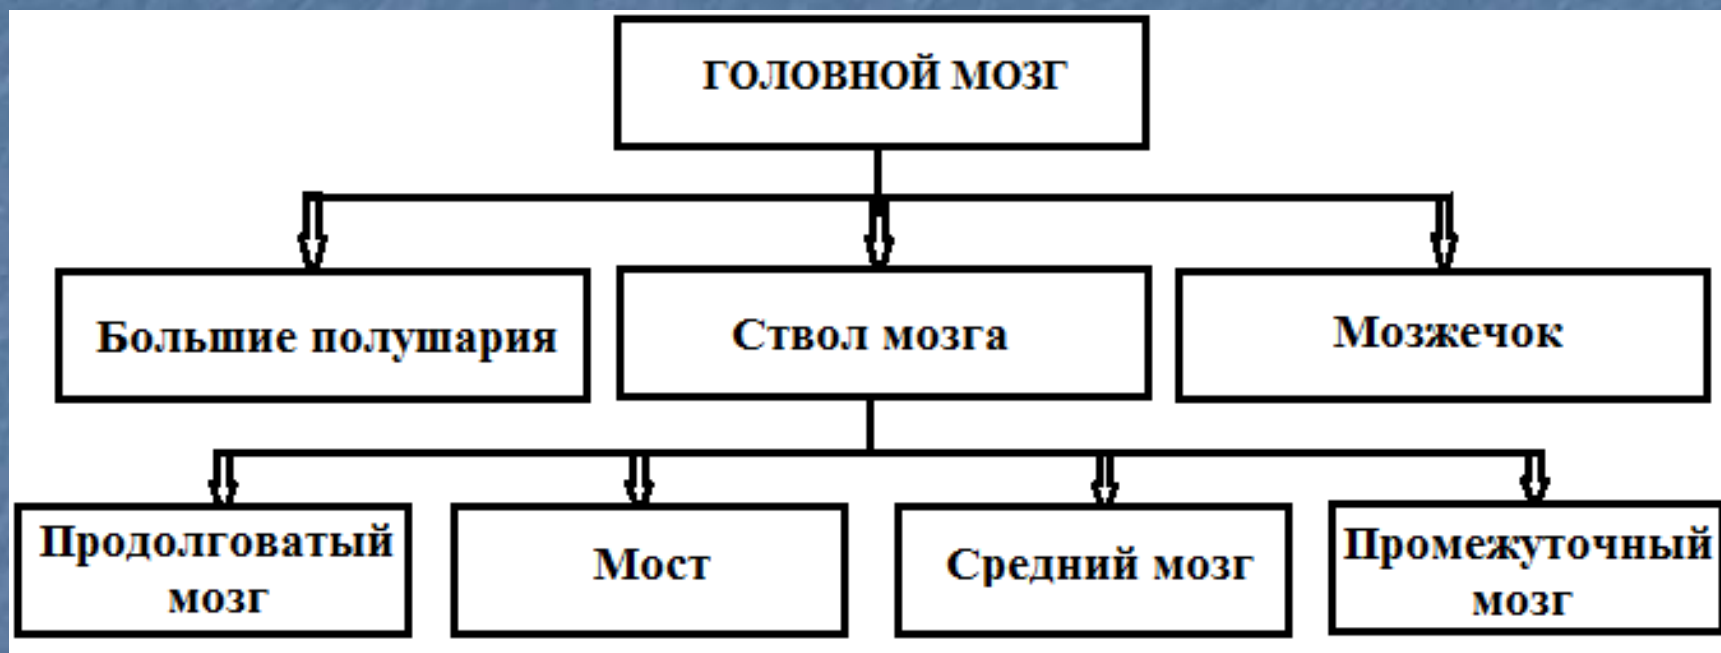 ГОЛОВНОЙ МОЗГ
Большие полушария
Ствол мозга
Мозжечок
Продолговатый
мозг
Мост
Средний мозг
Промежуточный
мозг